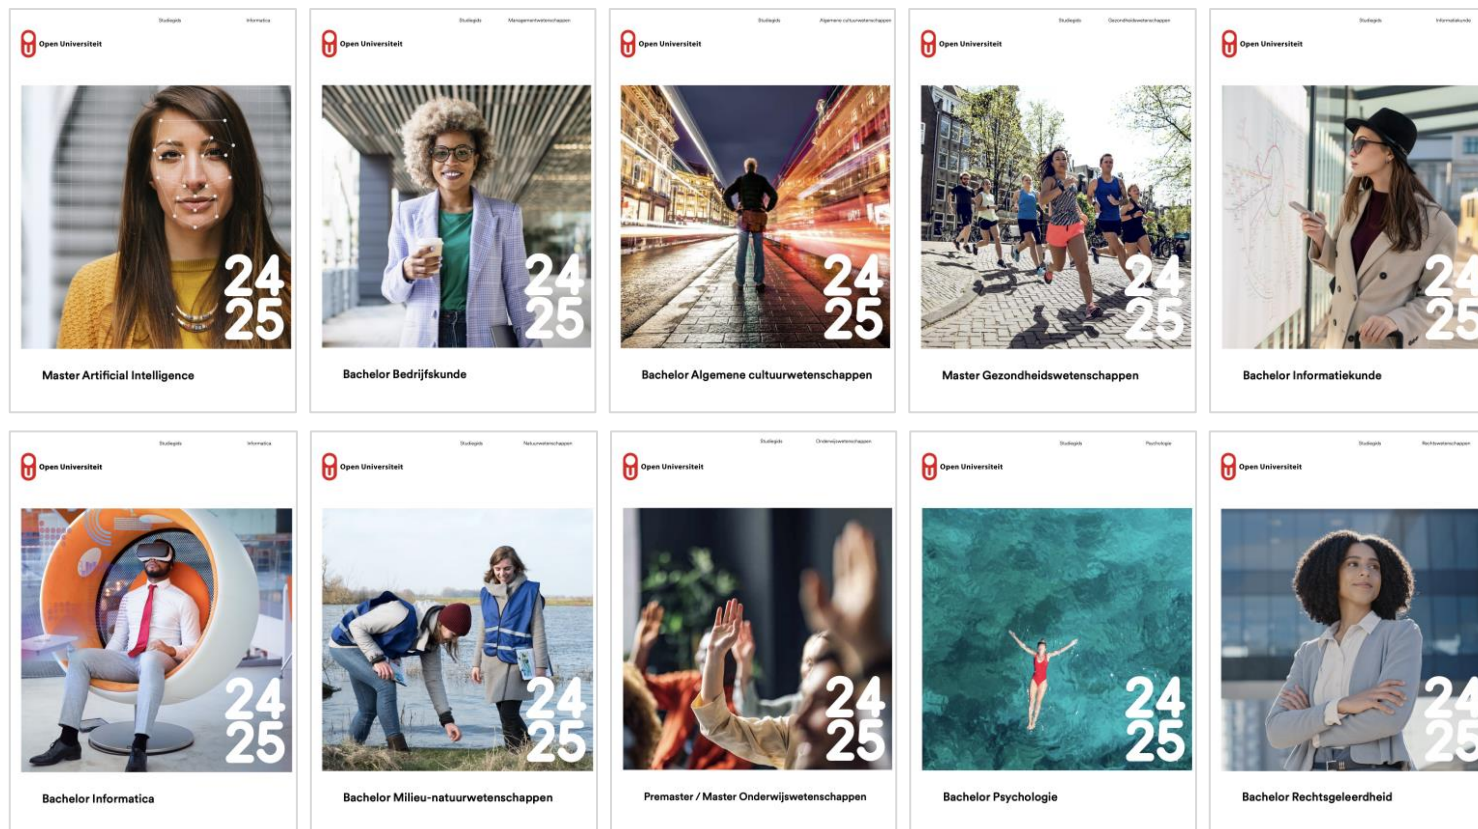 Studiegids Informatica
Open Universiteit
24
25
Master Artificial Intelligence
Studiegids Managementwetenschappen
Open Universiteit
24
25
Bachelor Bedrijfskunde
Studiegids Algemene cultuurwetenschappen
Open Universiteit
24
25
Bachelor Algemene cultuurwetenschappen
Studiegids Gezondheidswetenschappen
Open Universiteit
24
25
Master Gezondheidswetenschappen
Studiegids Informatiekunde
Open Universiteit
24
25
Bachelor Informatiekunde
Studiegids Informatica
Open Universiteit
24
25
Bachelor Informatica
Studiegids Natuurwetenschappen
Open Universiteit
24
25
Bachelor Milieu-natuurwetenschappen
Studiegids Onderwijswetenschappen
Open Universiteit
24
25
Premaster / Master Onderwijswetenschappen
Studiegids Psychologie
Open Universiteit
24
25
Bachelor Psychologie
Studiegids Rechtswetenschappen
Open Universiteit
24
25
Bachelor Rechtsgeleerdheid